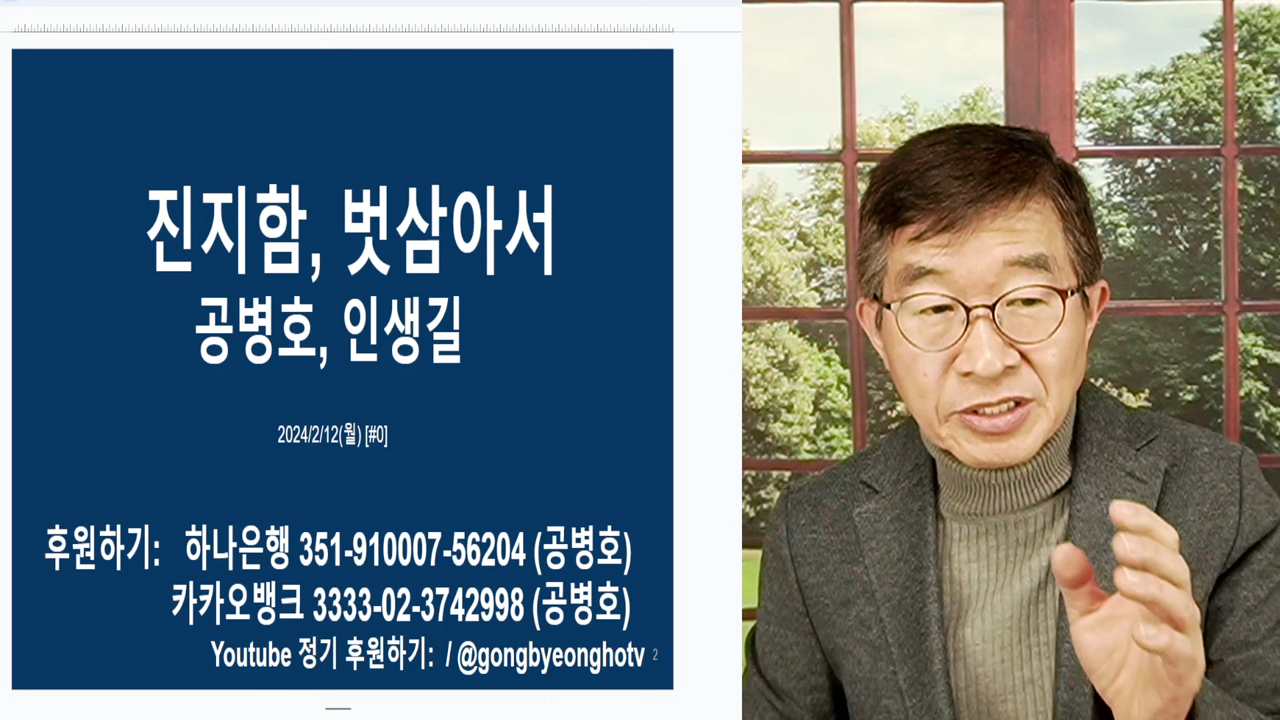 진지함, 벗삼아서
공병호, 인생길
2024/2/12(월) [#0]
후원하기: 하나은행 351-910007-56204 (공병호)
카카오뱅크 3333-02-3742998 (공병호)
Youtube 정기 후원하기: / @gongbyeonghotv 2